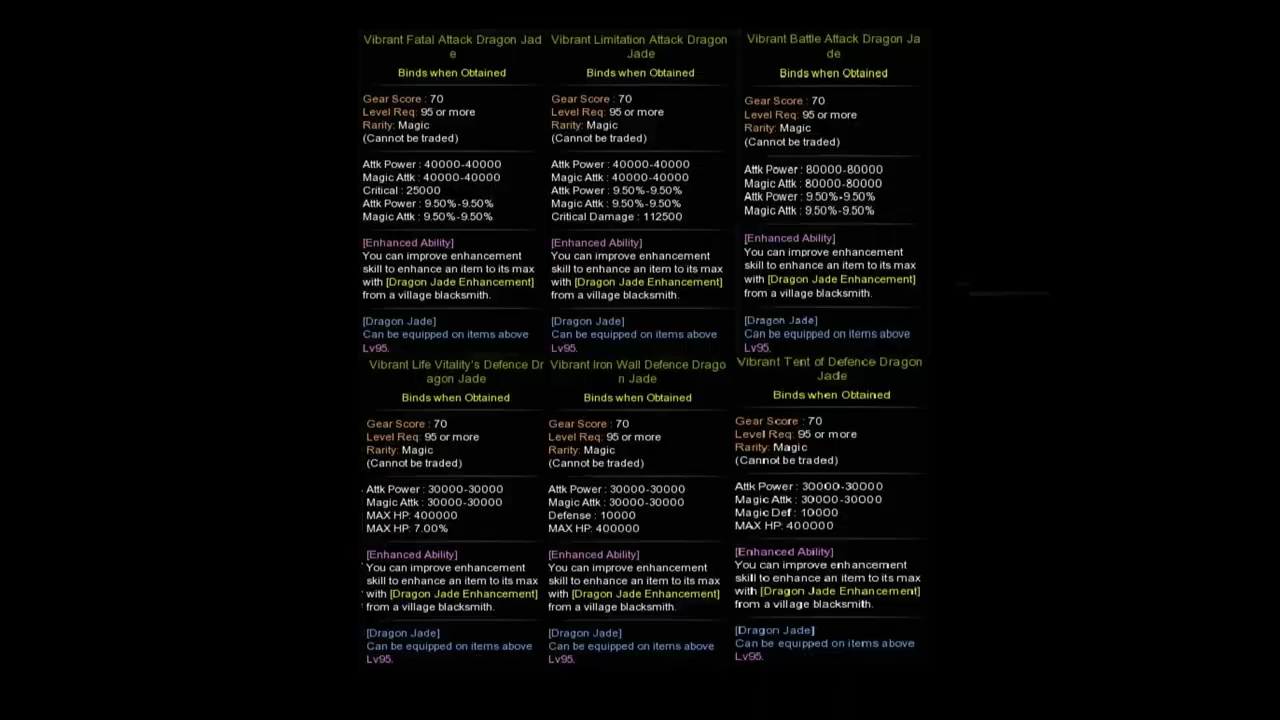 Vibrant Fatal Attack Dragon Jad
e
Binds when Obtained
Gear Score : 70
Level Req: 95 or more
Rarity: Magic
(Cannot be traded)
Attk Power : 40000-40000
Magic Attk : 40000-40000
Critical : 25000
Attk Power : 9.50%-9.50%
Magic Attk : 9.50%-9.50%
[Enhanced Ability]
You can improve enhancement
skill to enhance an item to its max
with [Dragon Jade Enhancement]
from a village blacksmith.
[Dragon Jade]
Can be equipped on items above
Lv95.
Vibrant Limitation Attack Dragon
Jade
Binds when Obtained
Gear Score : 70
Level Req: 95 or more
Rarity: Magic
(Cannot be traded)
Attk Power : 40000-40000
Magic Attk : 40000-40000
Attk Power : 9.50%-9.50%
Magic Attk : 9.50%-9.50%
Critical Damage : 112500
[Enhanced Ability]
You can improve enhancement
skill to enhance an item to its max
with [Dragon Jade Enhancement]
from a village blacksmith.
[Dragon Jade]
Can be equipped on items above
Lv95.
Vibrant Battle Attack Dragon Ja
de
Binds when Obtained
Gear Score : 70
Level Req: 95 or more
Rarity: Magic
(Cannot be traded)
Attk Power : 80000-80000
Magic Attk : 80000-80000
Attk Power : 9.50%-9.50%
Magic Attk : 9.50%-9.50%
[Enhanced Ability]
You can improve enhancement
skill to enhance an item to its max
with [Dragon Jade Enhancement]
from a village blacksmith.
[Dragon Jade]
Can be equipped on items above
Lv95.
Vibrant Life Vitality's Defence Dr
agon Jade
Binds when Obtained
Gear Score : 70
Level Req: 95 or more
Rarity: Magic
(Cannot be traded)
Attk Power : 30000-30000
Magic Attk : 30000-30000
MAX HP: 400000
MAX HP: 7.00%
[Enhanced Ability]
You can improve enhancement
skill to enhance an item to its max
with [Dragon Jade Enhancement]
from a village blacksmith.
[Dragon Jade]
Can be equipped on items above
Lv95.
Vibrant Iron Wall Defence Drago
n Jade
Binds when Obtained
Gear Score : 70
Level Req: 95 or more
Rarity: Magic
(Cannot be traded)
Attk Power : 30000-30000
Magic Attk : 30000-30000
Defense : 10000
MAX HP: 400000
[Enhanced Ability]
You can improve enhancement
skill to enhance an item to its max
with [Dragon Jade Enhancement]
from a village blacksmith.
[Dragon Jade]
Can be equipped on items above
Lv95.
Vibrant Tent of Defence Dragon
Jade
Binds when Obtained
Gear Score : 70
Level Req: 95 or more
Rarity: Magic
(Cannot be traded)
Attk Power : 30000-30000
Magic Attk : 30000-30000
Magic Def : 10000
MAX HP: 400000
[Enhanced Ability]
You can improve enhancement
skill to enhance an item to its max
with [Dragon Jade Enhancement]
from a village blacksmith.
[Dragon Jade]
Can be equipped on items above
Lv95.